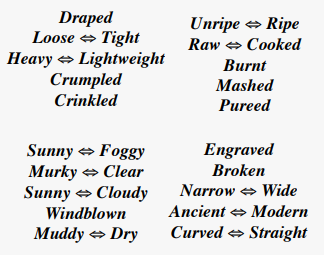 Draped
Loose ⇔ Tight
Heavy ⇔ Lightweight
Crumpled
Crinkled
Unripe ⇔ Ripe
Raw ⇔ Cooked
Burnt
Mashed
Pureed
Sunny ⇔ Foggy
Murky ⇔ Clear
Sunny ⇔ Cloudy
Windblown
Muddy ⇔ Dry
Engraved
Broken
Narrow ⇔ Wide
Ancient ⇔ Modern
Curved ⇔ Straight